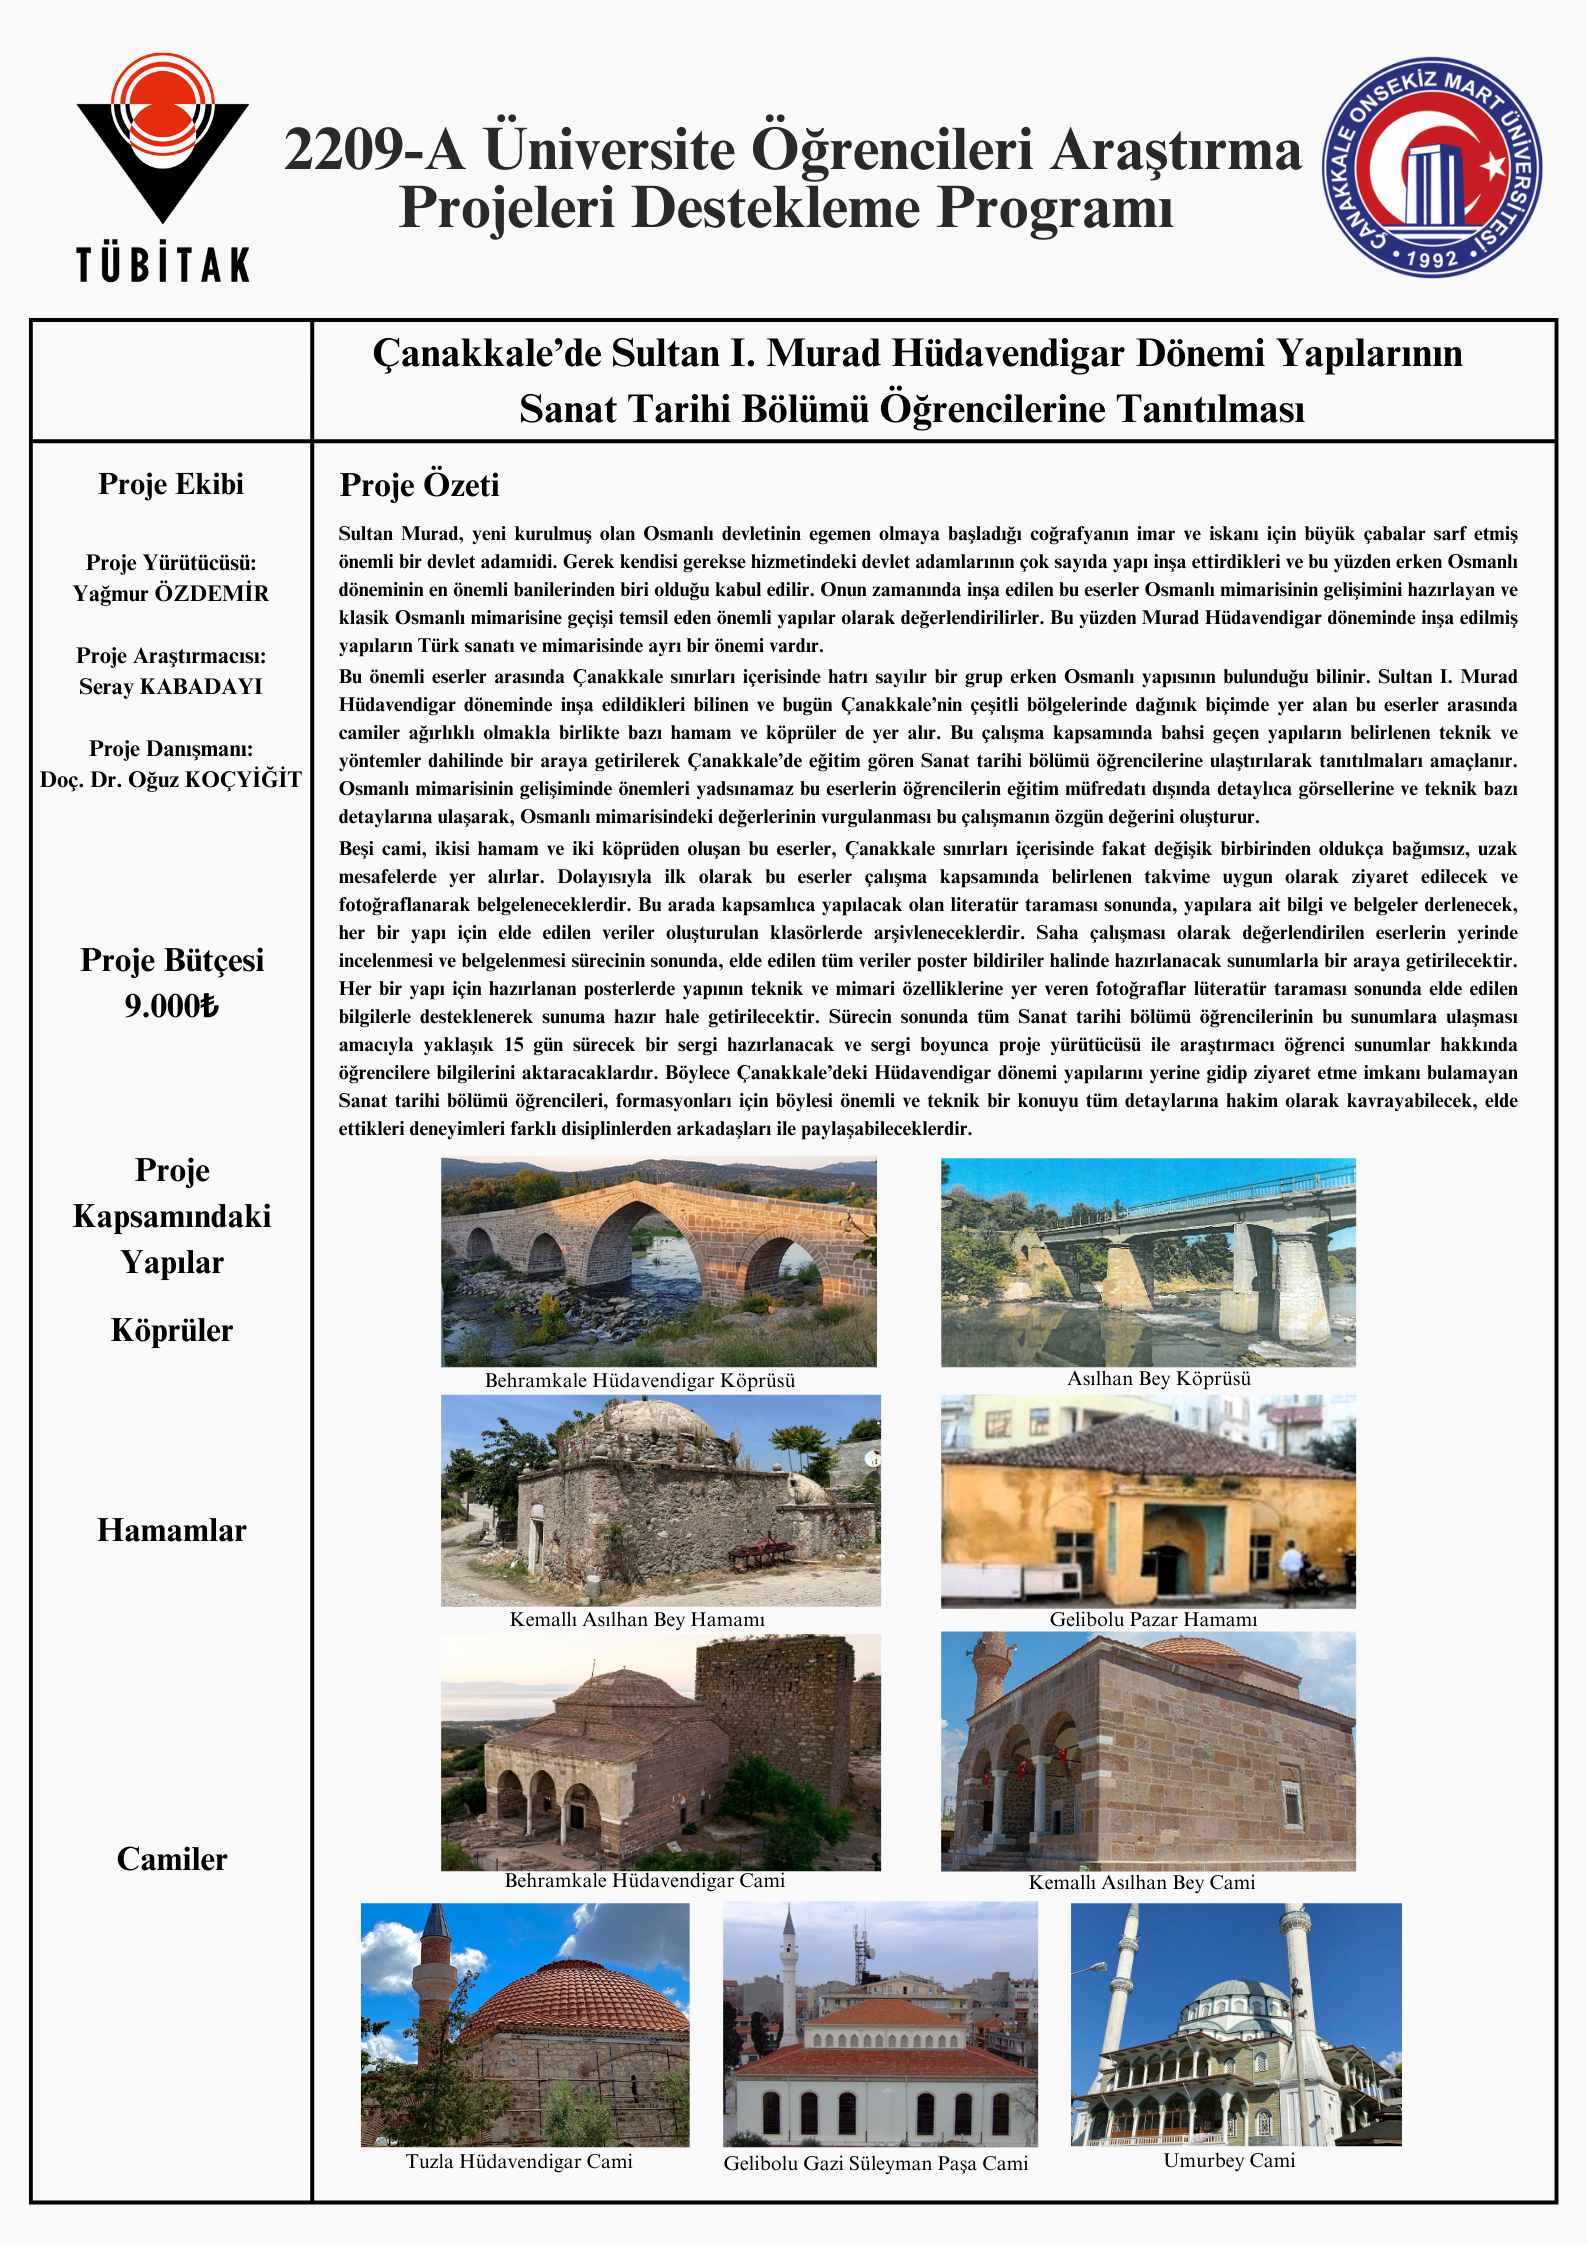 TÜBİTAK
2209-A Üniversite Öğrencileri Araştırma
Projeleri Destekleme Programı
ÇANAKKALE ONSEKİZ MART ÜNİVERSİTESİ
• 1992 •
Çanakkale’de Sultan I. Murad Hüdavendigar Dönemi Yapılarının
Sanat Tarihi Bölümü Öğrencilerine Tanıtılması
Proje Ekibi
Proje Yürütücüsü:
Yağmur ÖZDEMİR
Proje Araştırmacısı:
Seray KABADAYI
Proje Danışmanı:
Doç. Dr. Oğuz KOÇYİĞİT
Proje Bütçesi
9.000₺
Proje Özeti
Sultan Murad, yeni kurulmuş olan Osmanlı devletinin egemen olmaya başladığı coğrafyanın imar ve iskanı için büyük çabalar sarf etmiş
önemli bir devlet adamıidi. Gerek kendisi gerekse hizmetindeki devlet adamlarının çok sayıda yapı inşa ettirdikleri ve bu yüzden erken Osmanlı
döneminin en önemli banilerinden biri olduğu kabul edilir. Onun zamanında inşa edilen bu eserler Osmanlı mimarisinin gelişimini hazırlayan ve
klasik Osmanlı mimarisine geçişi temsil eden önemli yapılar olarak değerlendirilirler. Bu yüzden Murad Hüdavendigar döneminde inşa edilmiş
yapıların Türk sanatı ve mimarisinde ayrı bir önemi vardır.
Bu önemli eserler arasında Çanakkale sınırları içerisinde hatrı sayılır bir grup erken Osmanlı yapısının bulunduğu bilinir. Sultan I. Murad
Hüdavendigar döneminde inşa edildikleri bilinen ve bugün Çanakkale’nin çeşitli bölgelerinde dağınık biçimde yer alan bu eserler arasında
camiler ağırlıklı olmakla birlikte bazı hamam ve köprüler de yer alır. Bu çalışma kapsamında bahsi geçen yapıların belirlenen teknik ve
yöntemler dahilinde bir araya getirilerek Çanakkale’de eğitim gören Sanat tarihi bölümü öğrencilerine ulaştırılarak tanıtılmaları amaçlanır.
Osmanlı mimarisinin gelişiminde önemleri yadsınamaz bu eserlerin öğrencilerin eğitim müfredatı dışında detaylıca görsellerine ve teknik bazı
detaylarına ulaşarak, Osmanlı mimarisindeki değerlerinin vurgulanması bu çalışmanın özgün değerini oluşturur.
Beşi cami, ikisi hamam ve iki köprüden oluşan bu eserler, Çanakkale sınırları içerisinde fakat değişik birbirinden oldukça bağımsız, uzak
mesafelerde yer alırlar. Dolayısıyla ilk olarak bu eserler çalışma kapsamında belirlenen takvime uygun olarak ziyaret edilecek ve
fotoğraflanarak belgeleneceklerdir. Bu arada kapsamlıca yapılacak olan literatür taraması sonunda, yapılara ait bilgi ve belgeler derlenecek,
her bir yapı için elde edilen veriler oluşturulan klasörlerde arşivleneceklerdir. Saha çalışması olarak değerlendirilen eserlerin yerinde
incelenmesi ve belgelenmesi sürecinin sonunda, elde edilen tüm veriler poster bildiriler halinde hazırlanacak sunumlarla bir araya getirilecektir.
Her bir yapı için hazırlanan posterlerde yapının teknik ve mimari özelliklerine yer veren fotoğraflar lüteratür taraması sonunda elde edilen
bilgilerle desteklenerek sunuma hazır hale getirilecektir. Sürecin sonunda tüm Sanat tarihi bölümü öğrencilerinin bu sunumlara ulaşması
amacıyla yaklaşık 15 gün sürecek bir sergi hazırlanacak ve sergi boyunca proje yürütücüsü ile araştırmacı öğrenci sunumlar hakkında
öğrencilere bilgilerini aktaracaklardır. Böylece Çanakkale’deki Hüdavendigar dönemi yapılarını yerine gidip ziyaret etme imkanı bulamayan
Sanat tarihi bölümü öğrencileri, formasyonları için böylesi önemli ve teknik bir konuyu tüm detaylarına hakim olarak kavrayabilecek, elde
ettikleri deneyimleri farklı disiplinlerden arkadaşları ile paylaşabileceklerdir.
Proje
Kapsamındaki
Yapılar
Köprüler
Behramkale Hüdavendigar Köprüsü
Asılhan Bey Köprüsü
Hamamlar
Kemallı Asılhan Bey Hamamı
Gelibolu Pazar Hamamı
Camiler
Behramkale Hüdavendigar Cami
Kemallı Asılhan Bey Cami
Tuzla Hüdavendigar Cami
Gelibolu Gazi Süleyman Paşa Cami
Umurbey Cami